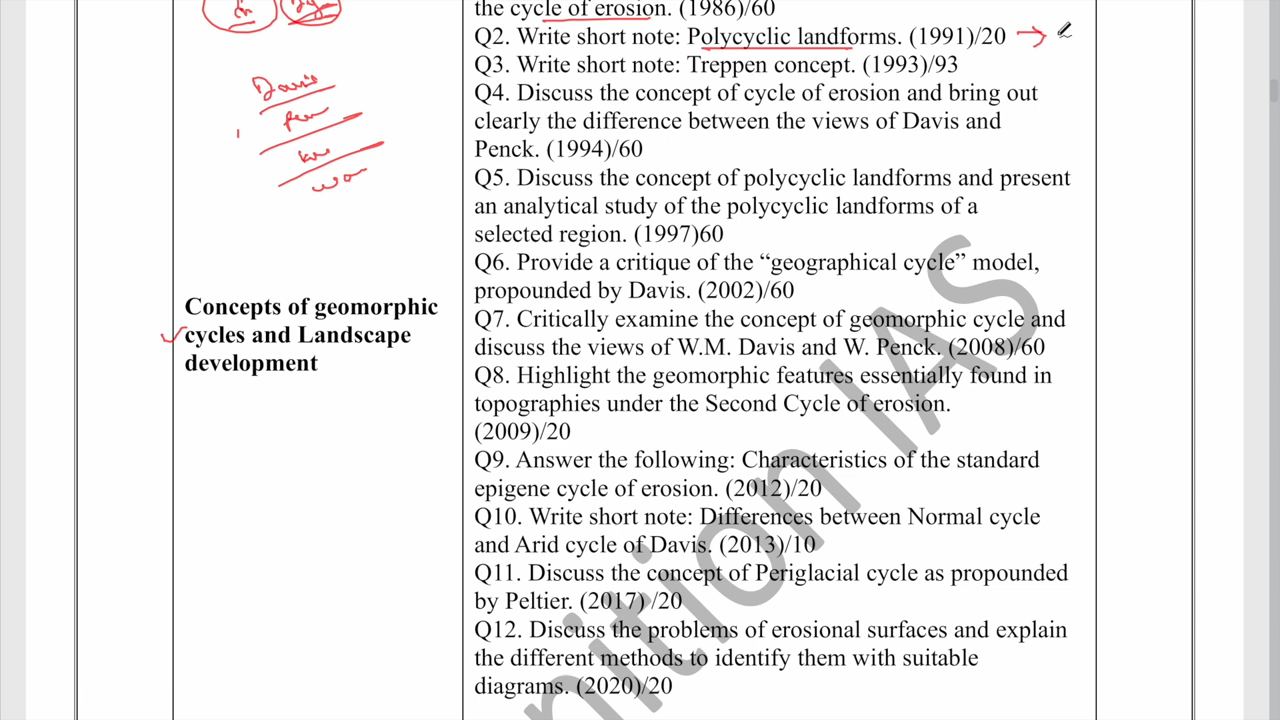 the cycle of erosion. (1986)/60
Q2. Write short note: Polycyclic landforms. (1991)/20
Q3. Write short note: Treppen concept. (1993)/93
Davis
Q4. Discuss the concept of cycle of erosion and bring out
clearly the difference between the views of Davis and
Penck. (1994)/60
Q5. Discuss the concept of polycyclic landforms and present
an analytical study of the polycyclic landforms of a
selected region. (1997)60
Q6. Provide a critique of the “geographical cycle” model,
propounded by Davis. (2002)/60
Concepts of geomorphic
cycles and Landscape
development
Q7. Critically examine the concept of geomorphic cycle and
discuss the views of W.M. Davis and W. Penck. (2008)/60
Q8. Highlight the geomorphic features essentially found in
topographies under the Second Cycle of erosion.
(2009)/20
Q9. Answer the following: Characteristics of the standard
epigene cycle of erosion. (2012)/20
Q10. Write short note: Differences between Normal cycle
and Arid cycle of Davis. (2013)/10
Q11. Discuss the concept of Periglacial cycle as propounded
by Peltier. (2017) /20
Q12. Discuss the problems of erosional surfaces and explain
the different methods to identify them with suitable
diagrams. (2020)/20
nition IAS